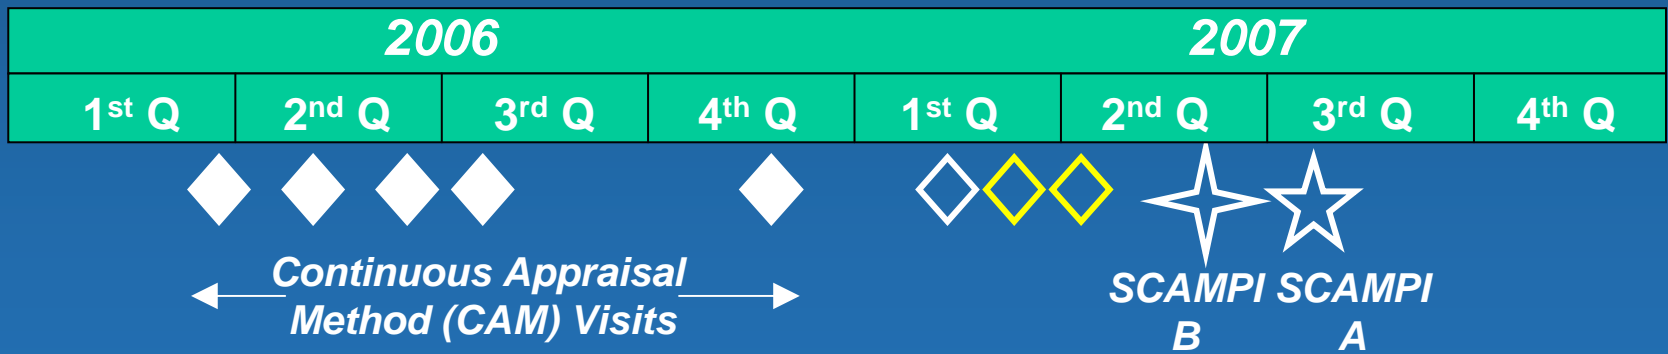 2006 2007
1st Q 2nd Q 3rd Q 4th Q 1st Q 2nd Q 3rd Q 4th Q
Continuous Appraisal
Method (CAM) Visits
SCAMPI SCAMPI
B A